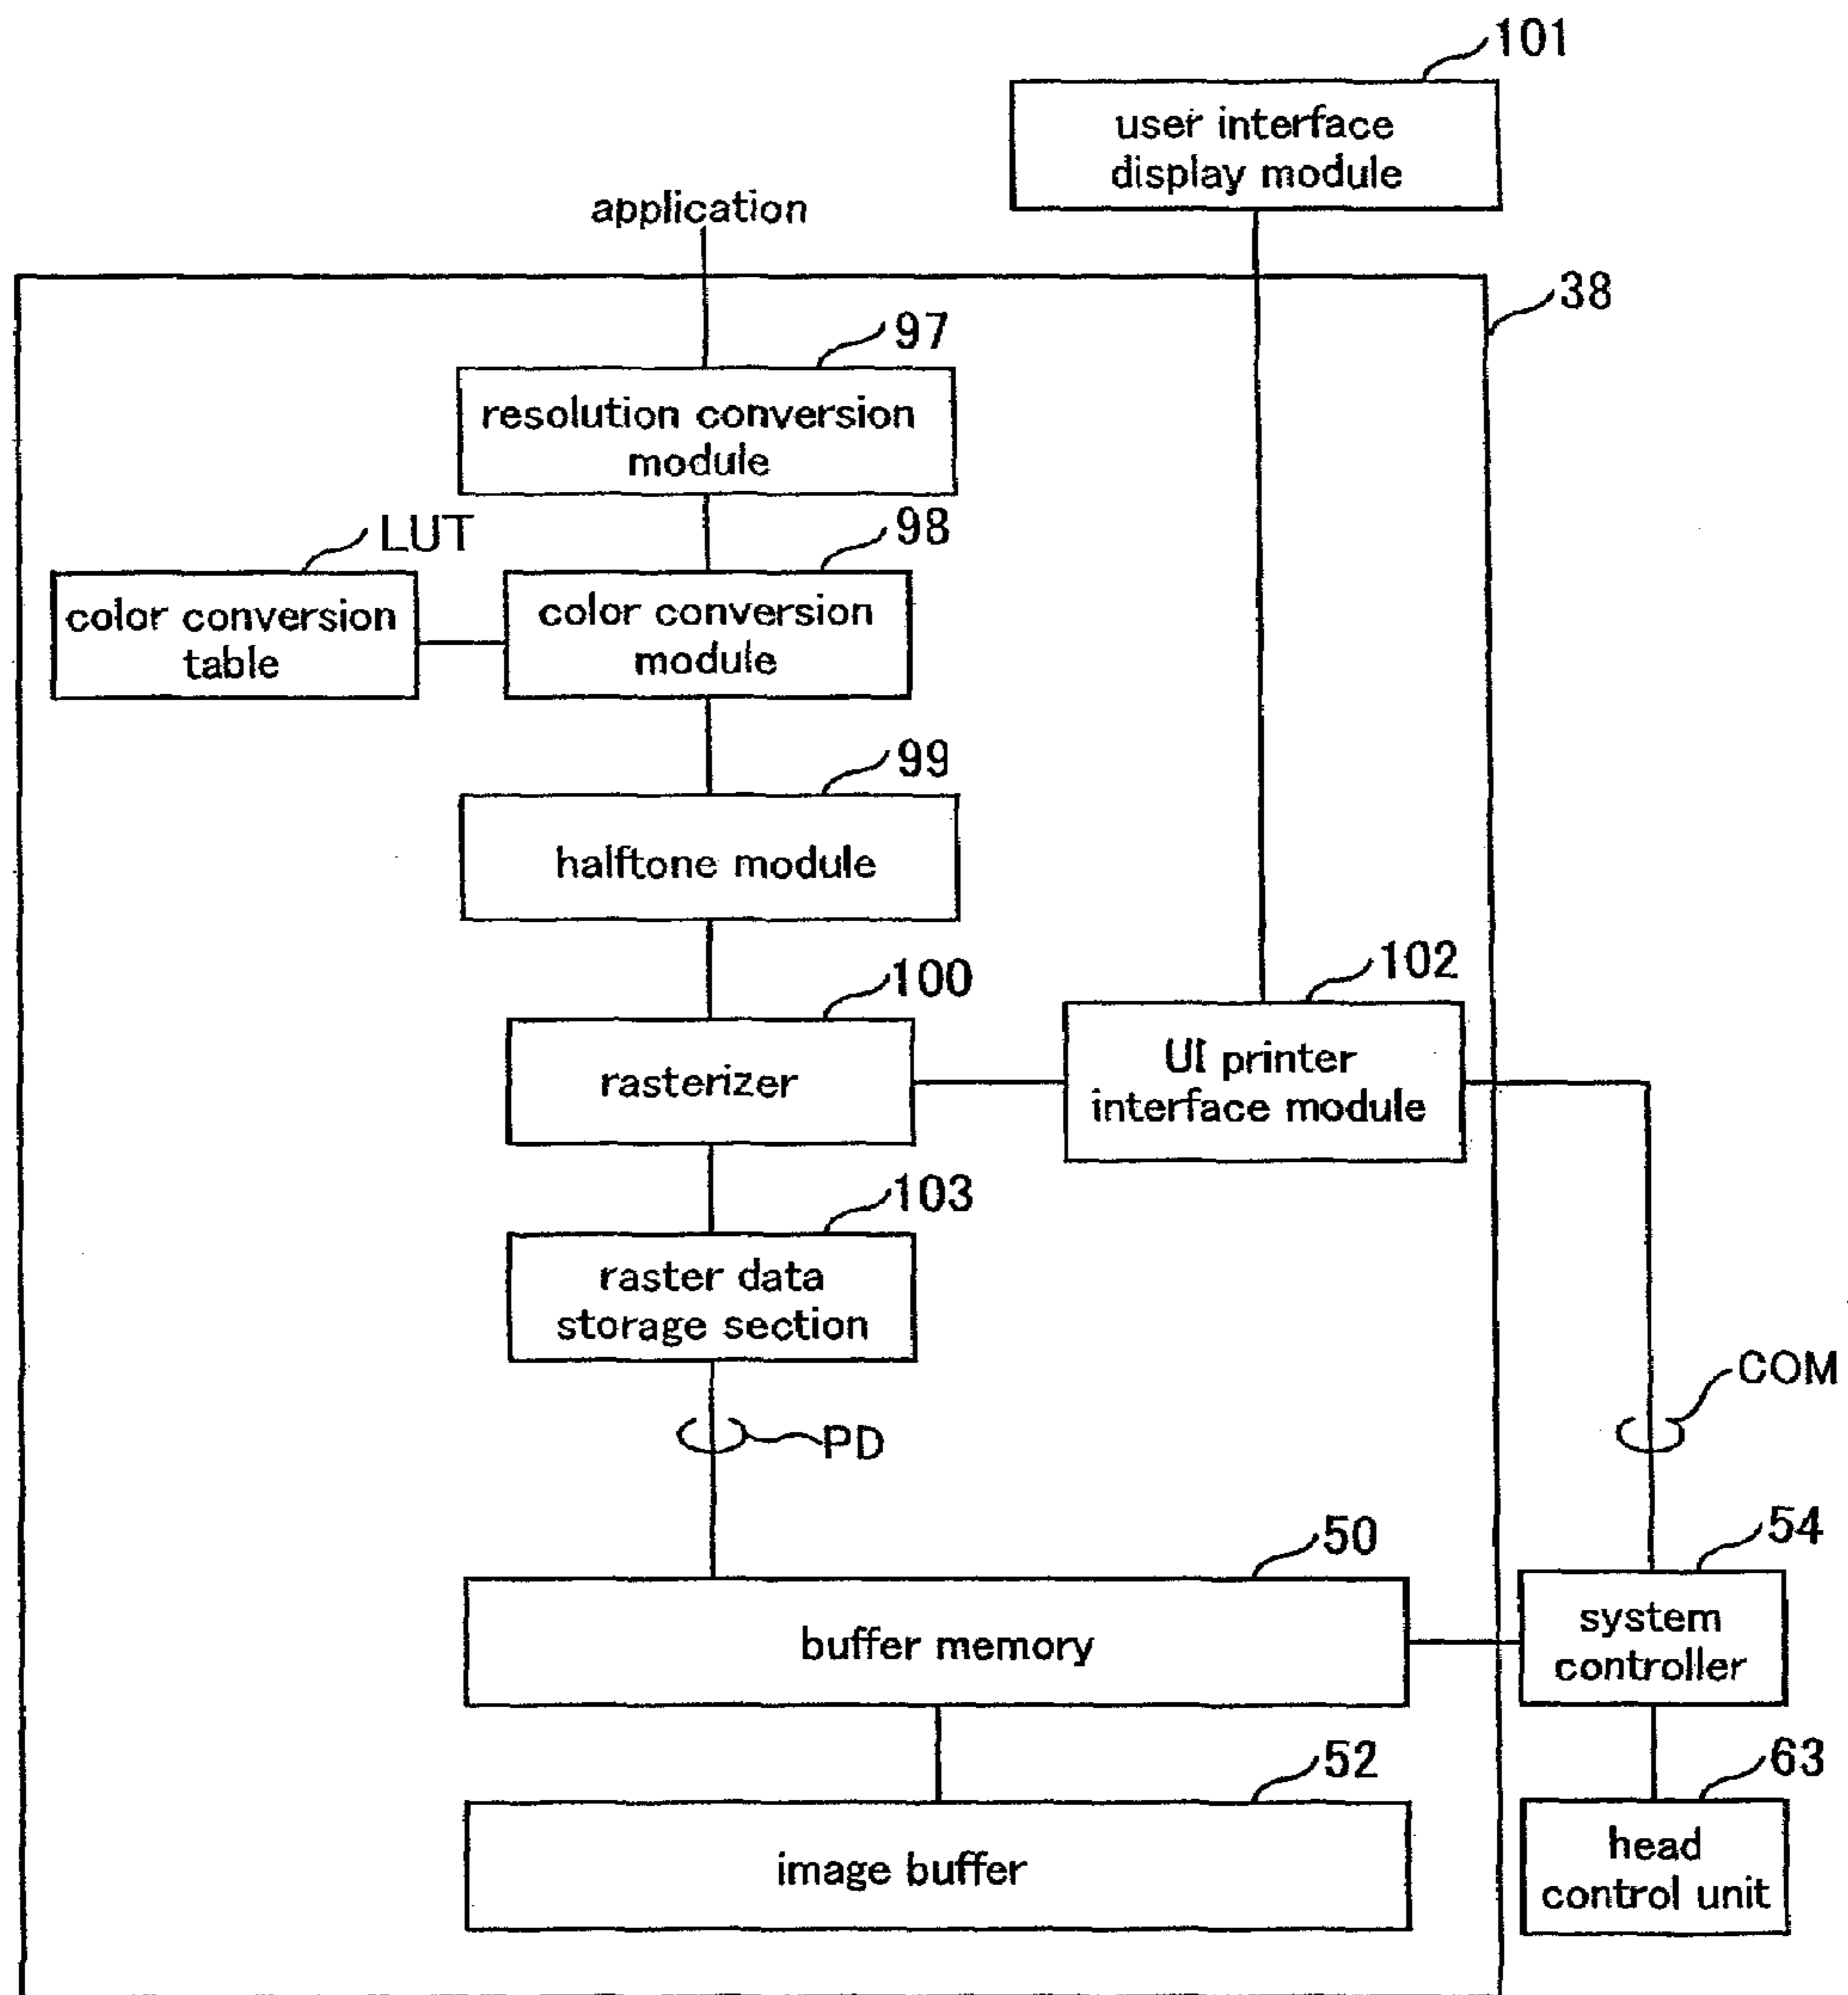 101
user interface
display module
application
38
97
resolution conversion
module
LUT
98
color conversion
table
color conversion
module
99
halftone module
100
102
rasterizer
UI printer
interface module
103
raster data
storage section
COM
PD
50
54
buffer memory
system
controller
52
63
image buffer
head
control unit